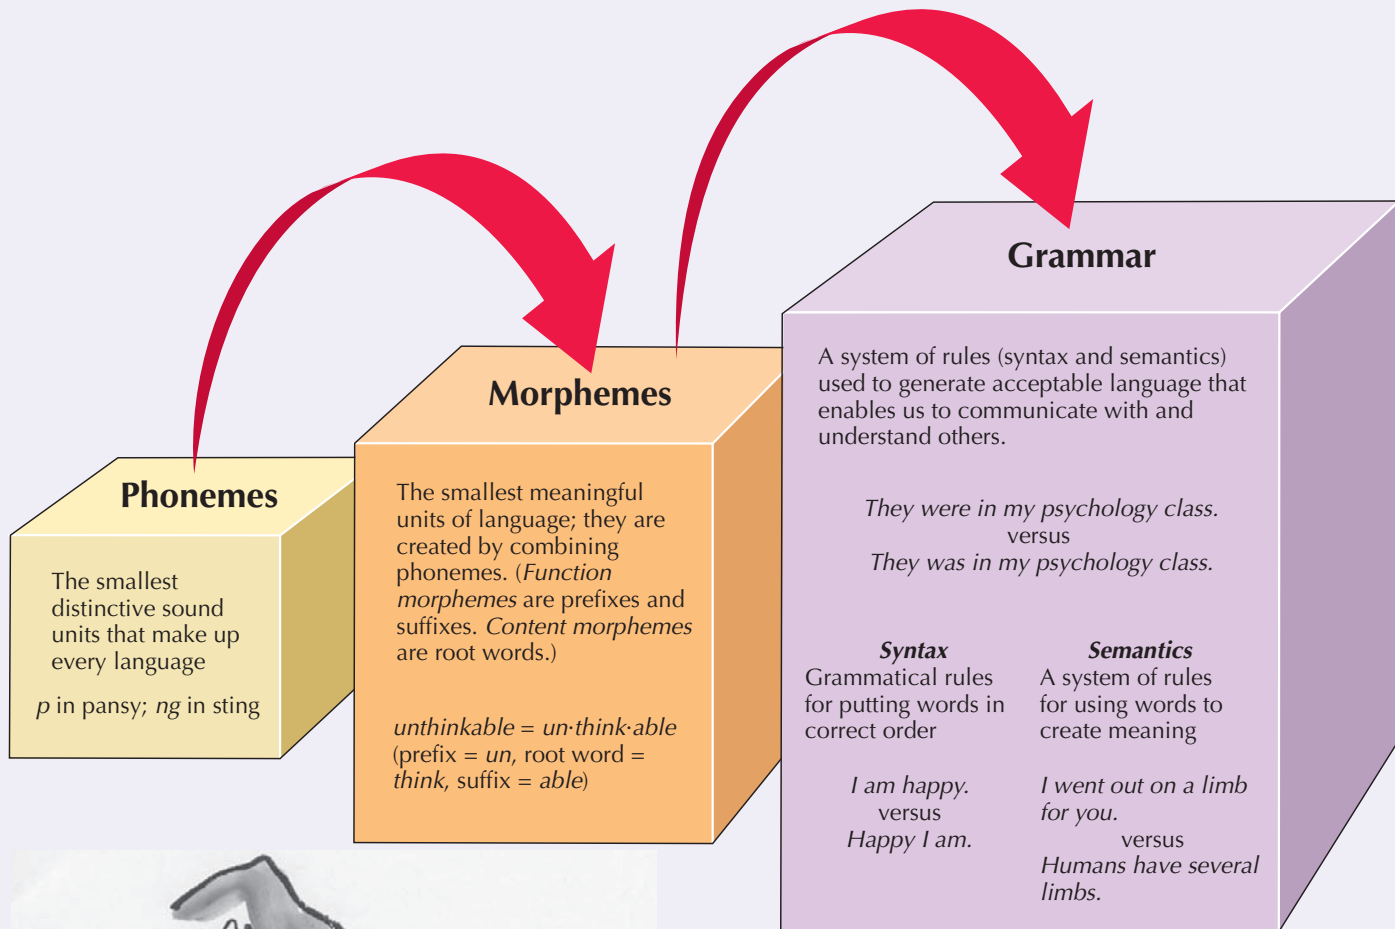 Phonemes
The smallest
distinctive sound
units that make up
every language
p in pansy; ng in sting
Morphemes
The smallest meaningful
units of language; they are
created by combining
phonemes. (Function
morphemes are prefixes and
suffixes. Content morphemes
are root words.)
unthinkable = un·think·able
(prefix = un, root word =
think, suffix = able)
Grammar
A system of rules (syntax and semantics)
used to generate acceptable language that
enables us to communicate with and
understand others.
They were in my psychology class.
versus
They was in my psychology class.
Syntax
Grammatical rules
for putting words in
correct order
I am happy.
versus
Happy I am.
Semantics
A system of rules
for using words to
create meaning
I went out on a limb
for you.
versus
Humans have several
limbs.